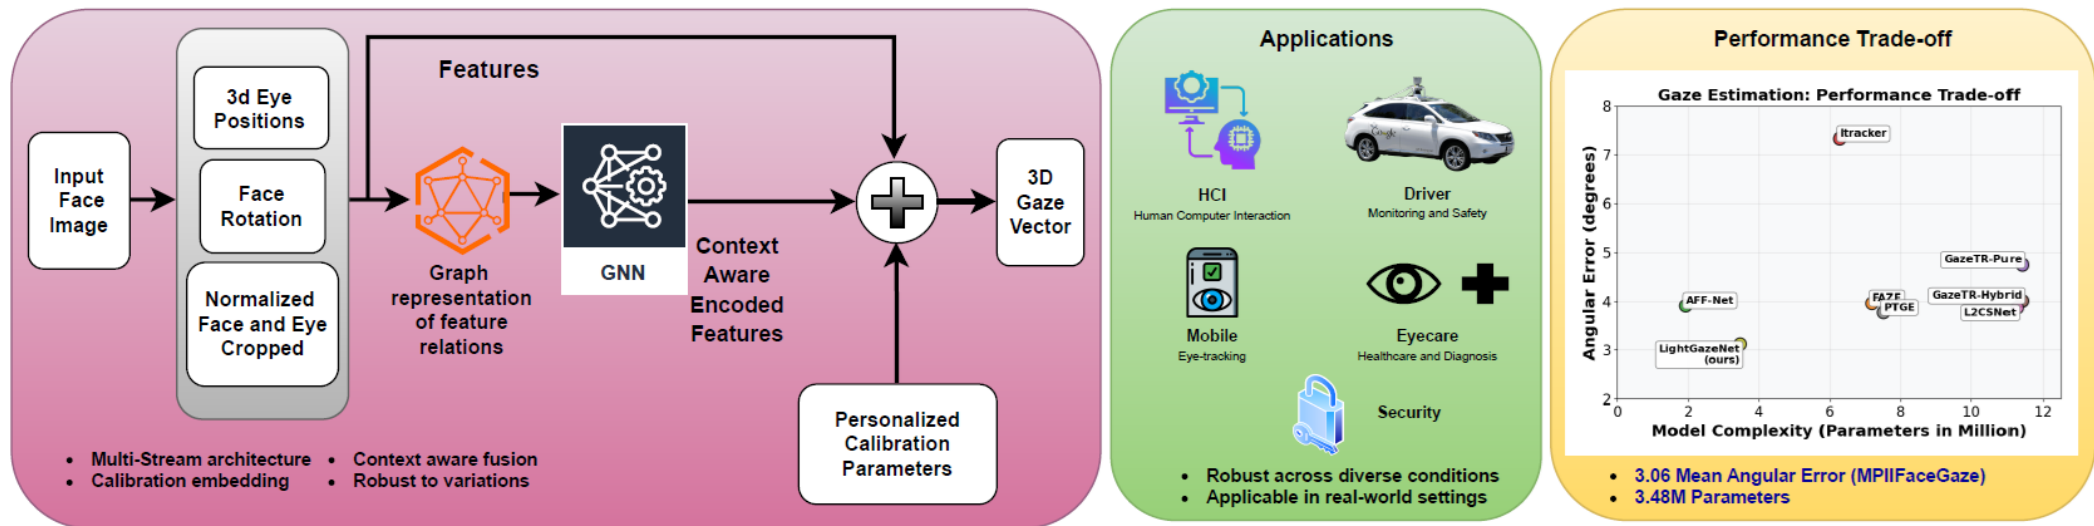 Features
Input
Face
Image
3d Eye
Positions
Face
Rotation
Normalized
Face and Eye
Cropped
Graph
representation
of feature
relations
GNN
Context
Aware
Encoded
Features
3D
Gaze
Vector
Personalized
Calibration
Parameters
• Multi-Stream architecture
• Calibration embedding
• Context aware fusion
• Robust to variations
Applications
HCI
Human Computer Interaction
Google
Driver
Monitoring and Safety
Mobile
Eye-tracking
Eyecare
Healthcare and Diagnosis
Security
• Robust across diverse conditions
• Applicable in real-world settings
Performance Trade-off
Gaze Estimation: Performance Trade-off
Angular Error (degrees)
8
7
6
5
4
3
2
Itracker
GazeTR-Pure
AFF-Net
FAZE
PTGE
GazeTR-Hybrid
L2CSNet
LightGazeNet
(ours)
0 2 4 6 8 10 12
Model Complexity (Parameters in Million)
• 3.06 Mean Angular Error (MPIIFaceGaze)
• 3.48M Parameters